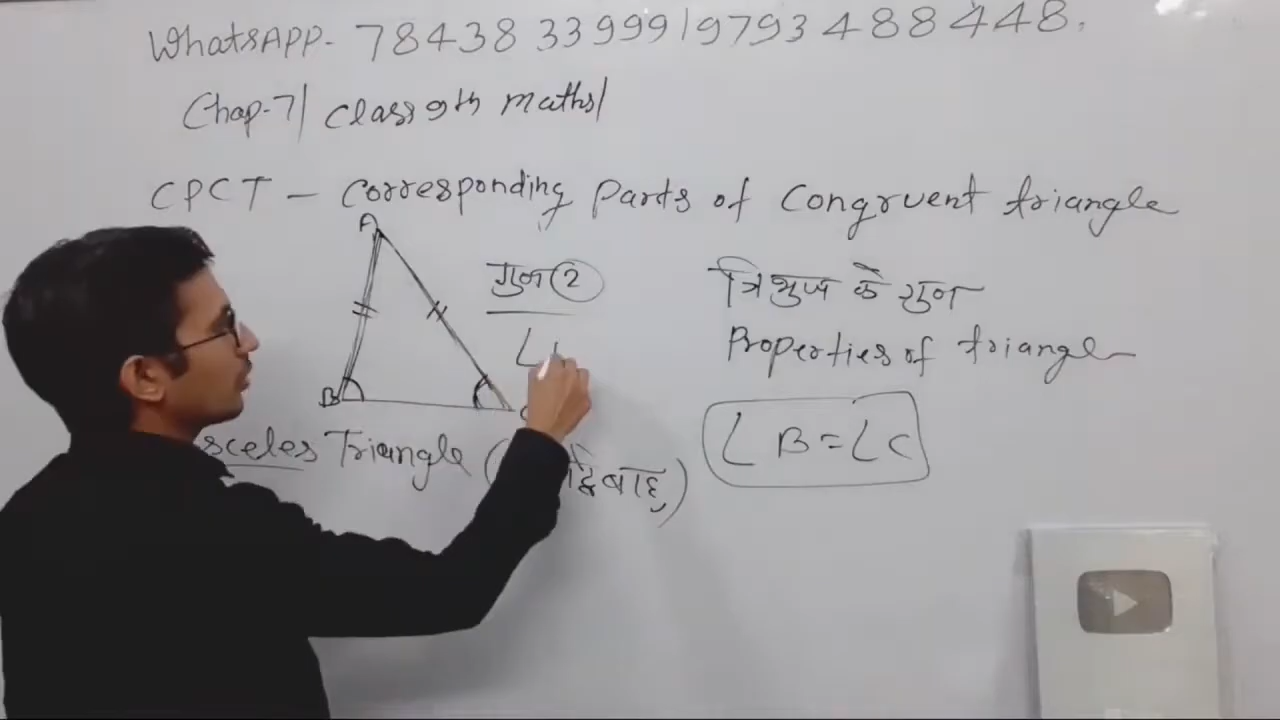 WhatsAPP- 7843833999/9793488448.
Chap-7/ Class 9th maths/
CPCT - Corresponding Parts of Congruent triangle
A
गुन ②
त्रिभुज के गुन
Properties of triangle
∠
B
∠B=∠C
sceles Triangle ( द्विबाहु)